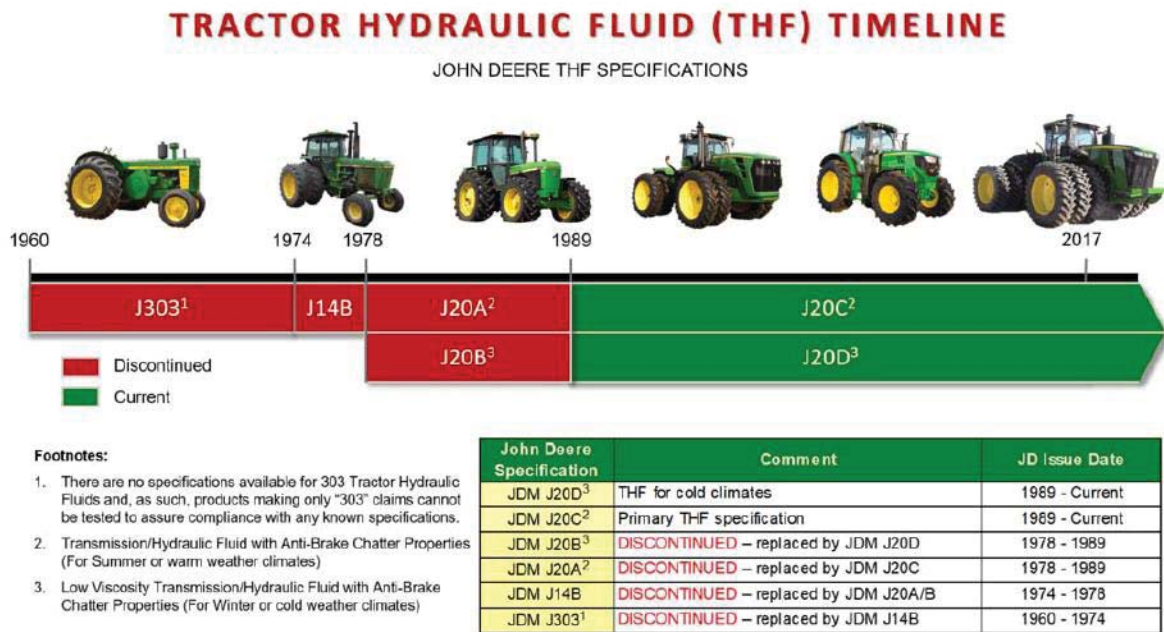 TRACTOR HYDRAULIC FLUID (THF) TIMELINE
JOHN DEERE THF SPECIFICATIONS
1960 1974 1978 1989 2017
J303¹ J14B J20A² J20C²
J20B³ J20D³
Discontinued
Current
Footnotes:
1. There are no specifications available for 303 Tractor Hydraulic
Fluids and, as such, products making only "303" claims cannot
be tested to assure compliance with any known specifications.
2. Transmission/Hydraulic Fluid with Anti-Brake Chatter Properties
(For Summer or warm weather climates)
3. Low Viscosity Transmission/Hydraulic Fluid with Anti-Brake
Chatter Properties (For Winter or cold weather climates)
John Deere
Specification Comment JD Issue Date
JDM J20D³ THF for cold climates 1989 - Current
JDM J20C² Primary THF specification 1989 - Current
JDM J20B³ DISCONTINUED – replaced by JDM J20D 1978 - 1989
JDM J20A² DISCONTINUED – replaced by JDM J20C 1978 - 1989
JDM J14B DISCONTINUED – replaced by JDM J20A/B 1974 - 1978
JDM J303¹ DISCONTINUED – replaced by JDM J14B 1960 - 1974